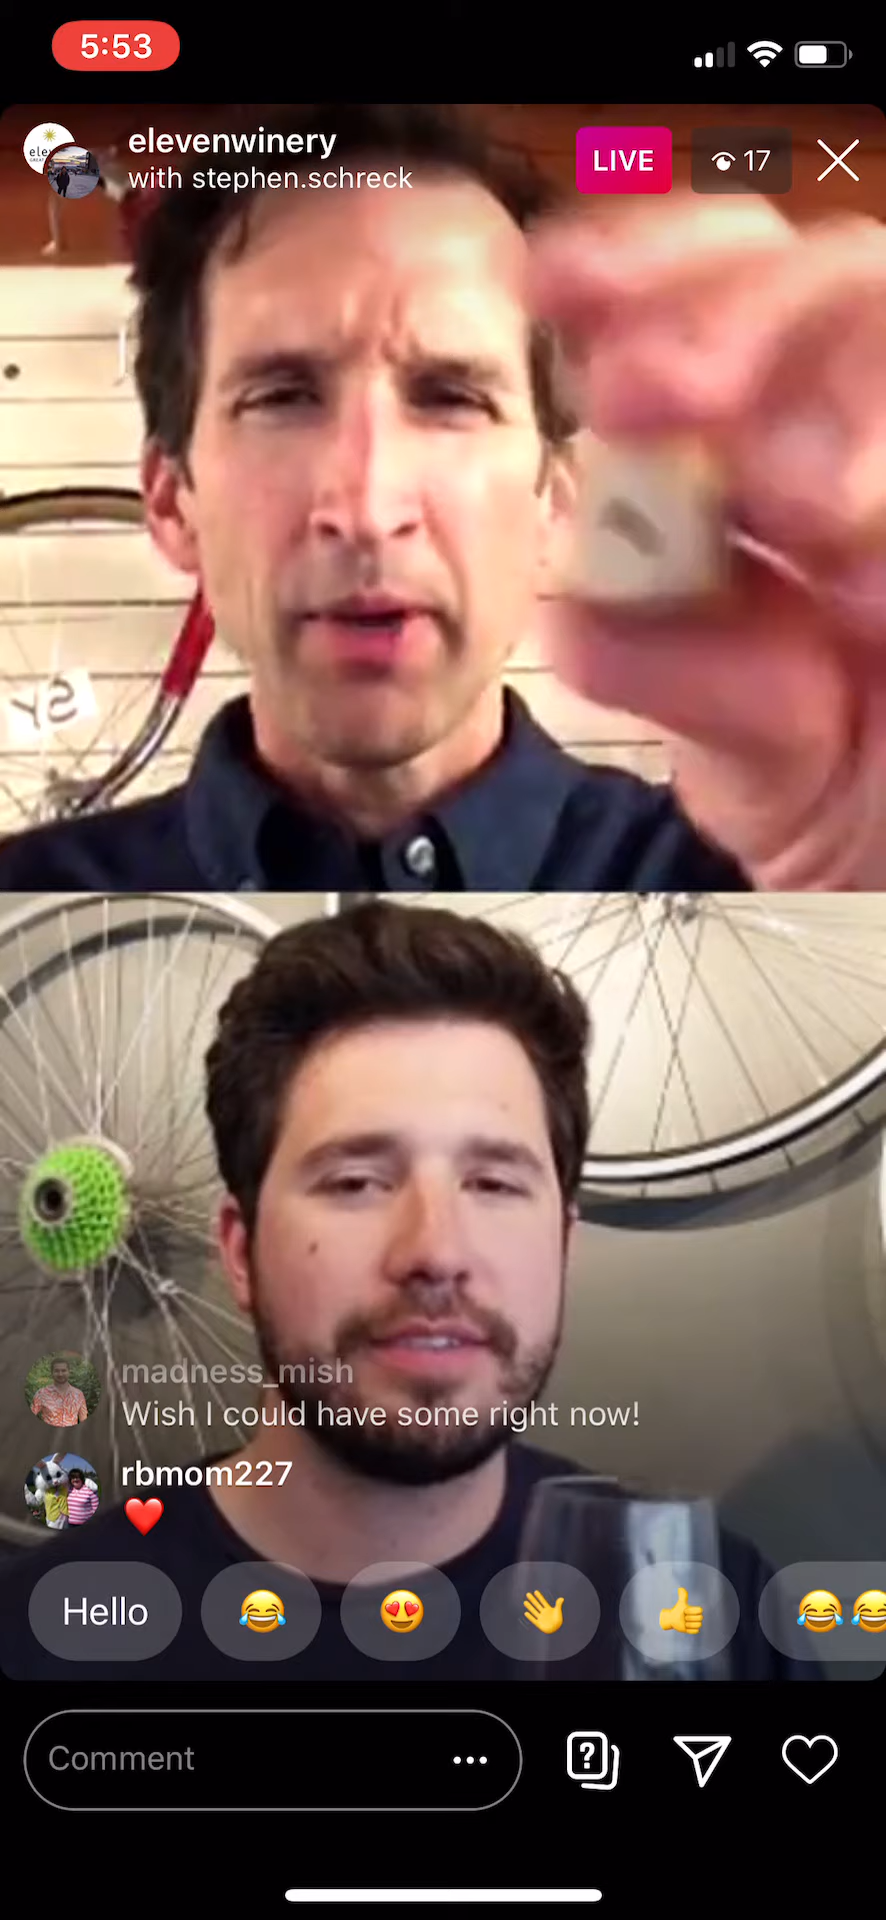 5:53
elevenwinery
with stephen.schreck
LIVE
17
madness_mish
Wish I could have some right now!
rbmom227
❤️
Hello
😂
😍
👋
👍
😂😂
Comment